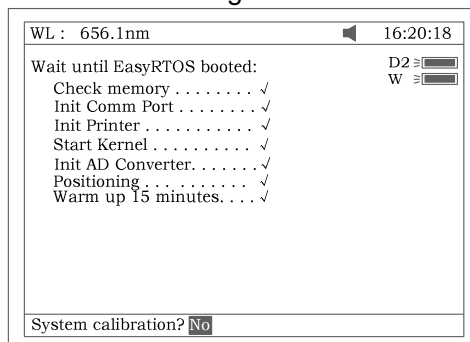 WL : 656.1nm 16:20:18
Wait until EasyRTOS booted: D2
W
Check memory . . . . . . . . √
Init Comm Port . . . . . . . . √
Init Printer . . . . . . . . . . . √
Start Kernel . . . . . . . . . . √
Init AD Converter. . . . . . . √
Positioning . . . . . . . . . . . √
Warm up 15 minutes. . . . √
System calibration? No